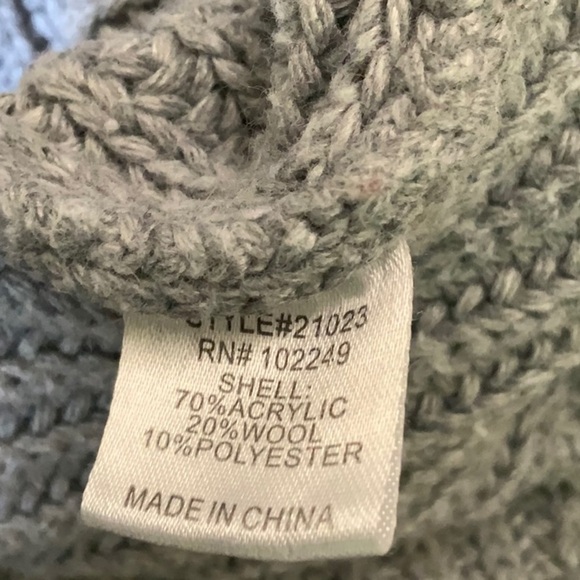 STYLE#21023
RN# 102249
SHELL:
70%ACRYLIC
20%WOOL
10%POLYESTER
MADE IN CHINA